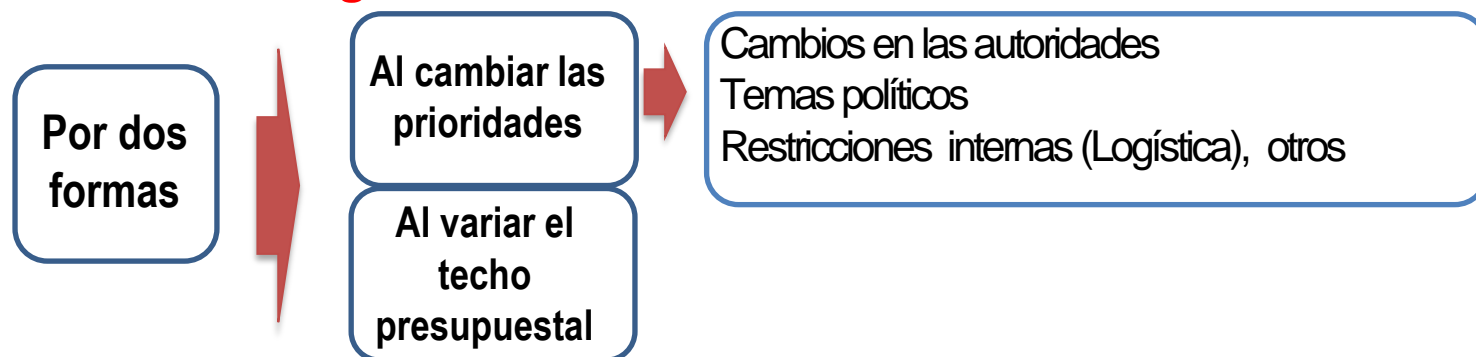 Por dos
formas
Al cambiar las
prioridades
Cambios en las autoridades
Temas políticos
Restricciones internas (Logística), otros
Al variar el
techo
presupuestal